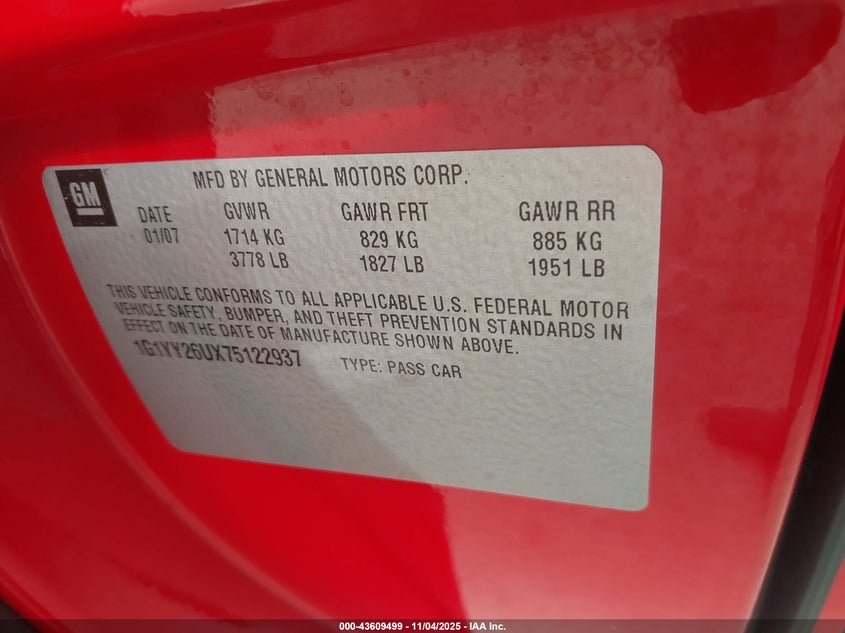 GM
MFD BY GENERAL MOTORS CORP.
DATE GVWR GAWR FRT GAWR RR
01/07 1714 KG 829 KG 885 KG
3778 LB 1827 LB 1951 LB
THIS VEHICLE CONFORMS TO ALL APPLICABLE U.S. FEDERAL MOTOR
VEHICLE SAFETY, BUMPER, AND THEFT PREVENTION STANDARDS IN
EFFECT ON THE DATE OF MANUFACTURE SHOWN ABOVE.
1G1YY26UX75122937 TYPE: PASS CAR
000-43609499 — 11/04/2025 — IAA Inc.